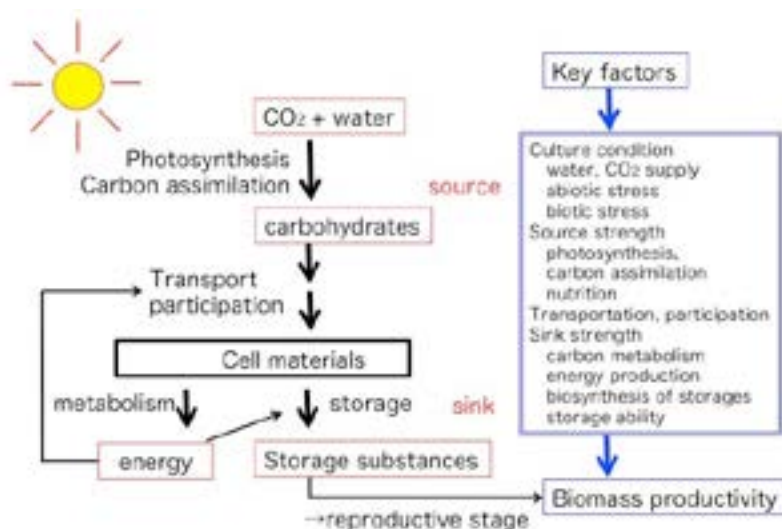 CO2 + water
Photosynthesis
Carbon assimilation
source
carbohydrates
Transport
participation
Cell materials
metabolism
storage
sink
energy
Storage substances
→reproductive stage
Key factors
Culture condition
water, CO2 supply
abiotic stress
biotic stress
Source strength
photosynthesis,
carbon assimilation
nutrition
Transportation, participation
Sink strength
carbon metabolism
energy production
biosynthesis of storages
storage ability
Biomass productivity